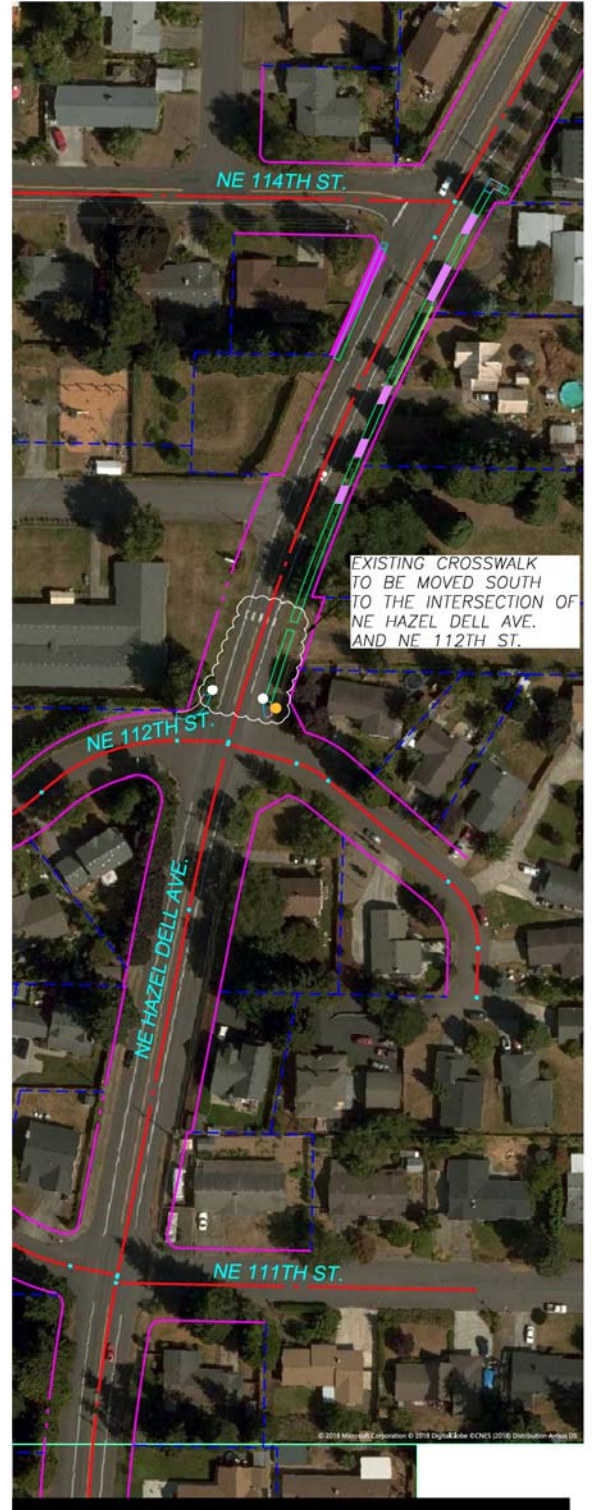 NE 114TH ST.
EXISTING CROSSWALK
TO BE MOVED SOUTH
TO THE INTERSECTION OF
NE HAZEL DELL AVE.
AND NE 112TH ST.
NE 112TH ST.
NE HAZEL DELL AVE.
NE 111TH ST.
© 2018 Microsoft Corporation © 2018 DigitalGlobe ©CNES (2018) Distribution Airbus DS